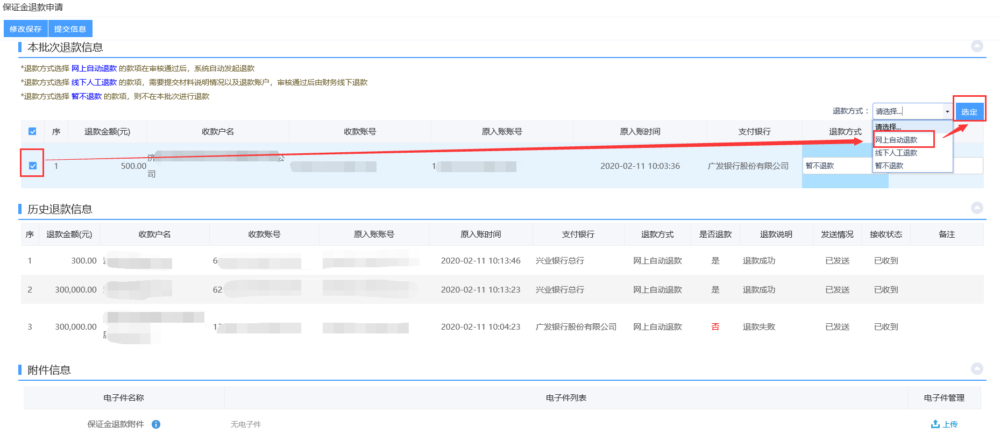 保证金退款申请
修改保存 提交信息
本批次退款信息
*退款方式选择 网上自动退款 的款项在审核通过后，系统自动发起退款
*退款方式选择 线下人工退款 的款项，需要提交材料说明情况以及退款账户，审核通过后由财务线下退款
*退款方式选择 暂不退款 的款项，则不在本批次进行退款
退款方式： 请选择... 选定
序 退款金额(元) 收款户名 收款账号 原入账账号 原入账时间 支付银行 退款方式
请选择...
网上自动退款
线下人工退款
暂不退款
1 500.00 济 公司 1 2020-02-11 10:03:36 广发银行股份有限公司 暂不退款
历史退款信息
序 退款金额(元) 收款户名 收款账号 原入账账号 原入账时间 支付银行 退款方式 是否退款 退款说明 发送情况 接收状态 备注
1 300.00 6 2020-02-11 10:13:46 兴业银行总行 网上自动退款 是 退款成功 已发送 已收到
2 300,000.00 62 2020-02-11 10:13:23 兴业银行总行 网上自动退款 是 退款成功 已发送 已收到
3 300,000.00 1 2020-02-11 10:04:23 广发银行股份有限公司 网上自动退款 否 退款失败 已发送 已收到
附件信息
电子件名称 电子件列表 电子件管理
保证金退款附件 无电子件 上传